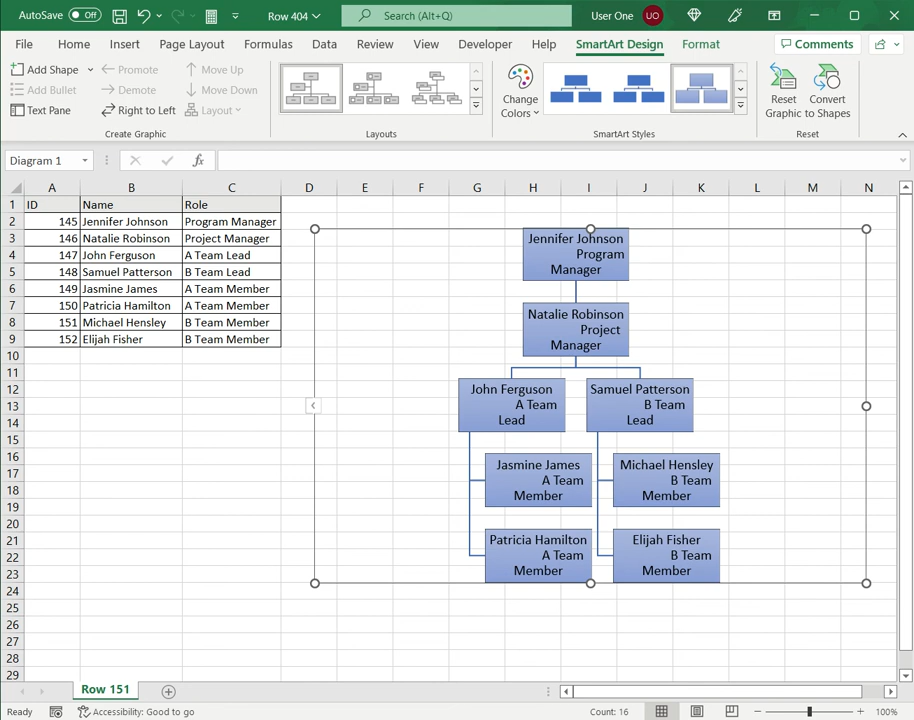 AutoSave Off Row 404 Search (Alt+Q) User One UO
File Home Insert Page Layout Formulas Data Review View Developer Help SmartArt Design Format Comments
Add Shape Promote Move Up
Add Bullet Demote Move Down
Text Pane Right to Left Layout
Change Colors
Reset Graphic
Convert to Shapes
Create Graphic Layouts SmartArt Styles Reset
Diagram 1 fx
A B C D E F G H I J K L M N
1 ID Name Role
2 145 Jennifer Johnson Program Manager
3 146 Natalie Robinson Project Manager
4 147 John Ferguson A Team Lead
5 148 Samuel Patterson B Team Lead
6 149 Jasmine James A Team Member
7 150 Patricia Hamilton A Team Member
8 151 Michael Hensley B Team Member
9 152 Elijah Fisher B Team Member
10
11
12
13
14
15
16
17
18
19
20
21
22
23
24
25
26
27
28
29
Jennifer Johnson
Program
Manager
Natalie Robinson
Project
Manager
John Ferguson
A Team
Lead
Samuel Patterson
B Team
Lead
Jasmine James
A Team
Member
Michael Hensley
B Team
Member
Patricia Hamilton
A Team
Member
Elijah Fisher
B Team
Member
Row 151
Ready Accessibility: Good to go Count: 16 100%